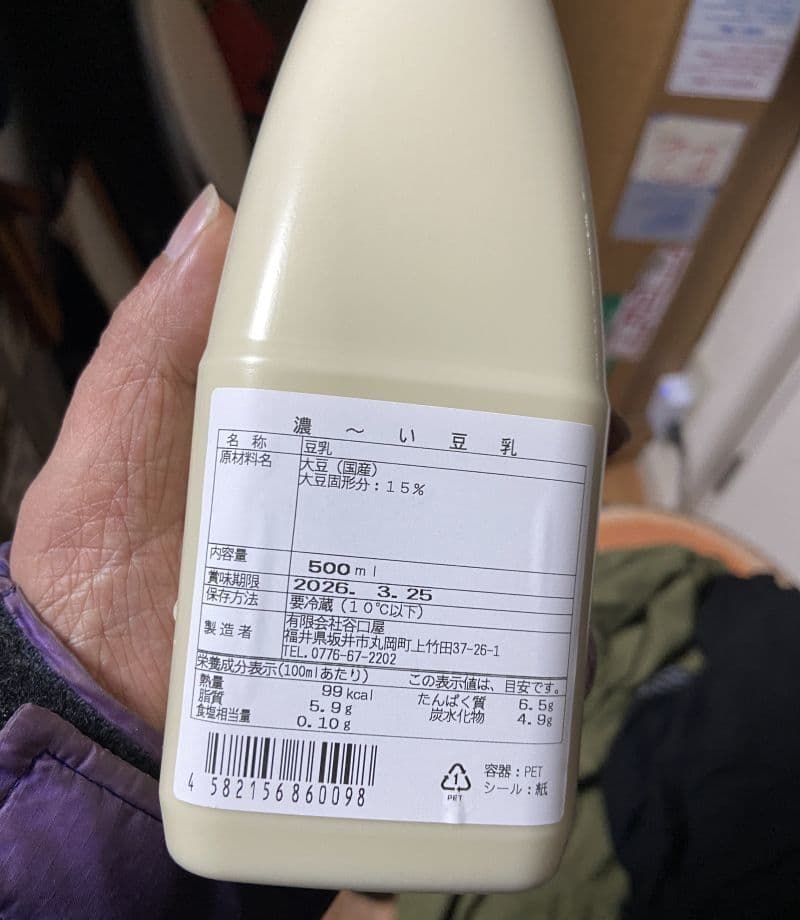 濃～い豆乳
名称 豆乳
原材料名 大豆（国産）
大豆固形分：１５％
内容量 500ml
賞味期限 2026. 3. 25
保存方法 要冷蔵（１０℃以下）
製造者 有限会社谷口屋
福井県坂井市丸岡町上竹田37-26-1
TEL.0776-67-2202
栄養成分表示(100mlあたり) この表示値は、目安です。
熱量 99kcal たんぱく質 6.5g
脂質 5.9g 炭水化物 4.9g
食塩相当量 0.10g
4582156860098
1
PET
容器：PET
シール：紙